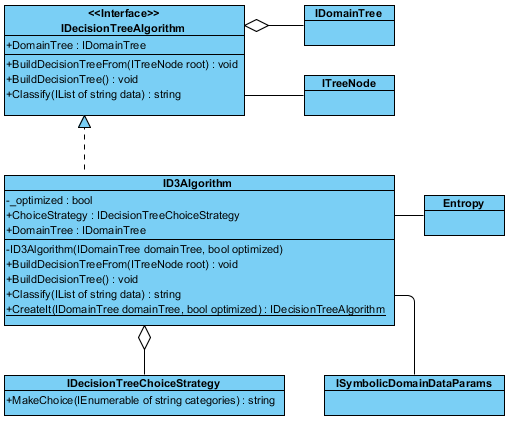 <<Interface>>
IDecisionTreeAlgorithm
+DomainTree : IDomainTree
+BuildDecisionTreeFrom(ITreeNode root) : void
+BuildDecisionTree() : void
+Classify(IList of string data) : string
IDomainTree
ITreeNode
ID3Algorithm
-_optimized : bool
+ChoiceStrategy : IDecisionTreeChoiceStrategy
+DomainTree : IDomainTree
-ID3Algorithm(IDomainTree domainTree, bool optimized)
+BuildDecisionTreeFrom(ITreeNode root) : void
+BuildDecisionTree() : void
+Classify(IList of string data) : string
+CreateIt(IDomainTree domainTree, bool optimized) : IDecisionTreeAlgorithm
Entropy
IDecisionTreeChoiceStrategy
+MakeChoice(IEnumerable of string categories) : string
ISymbolicDomainDataParams